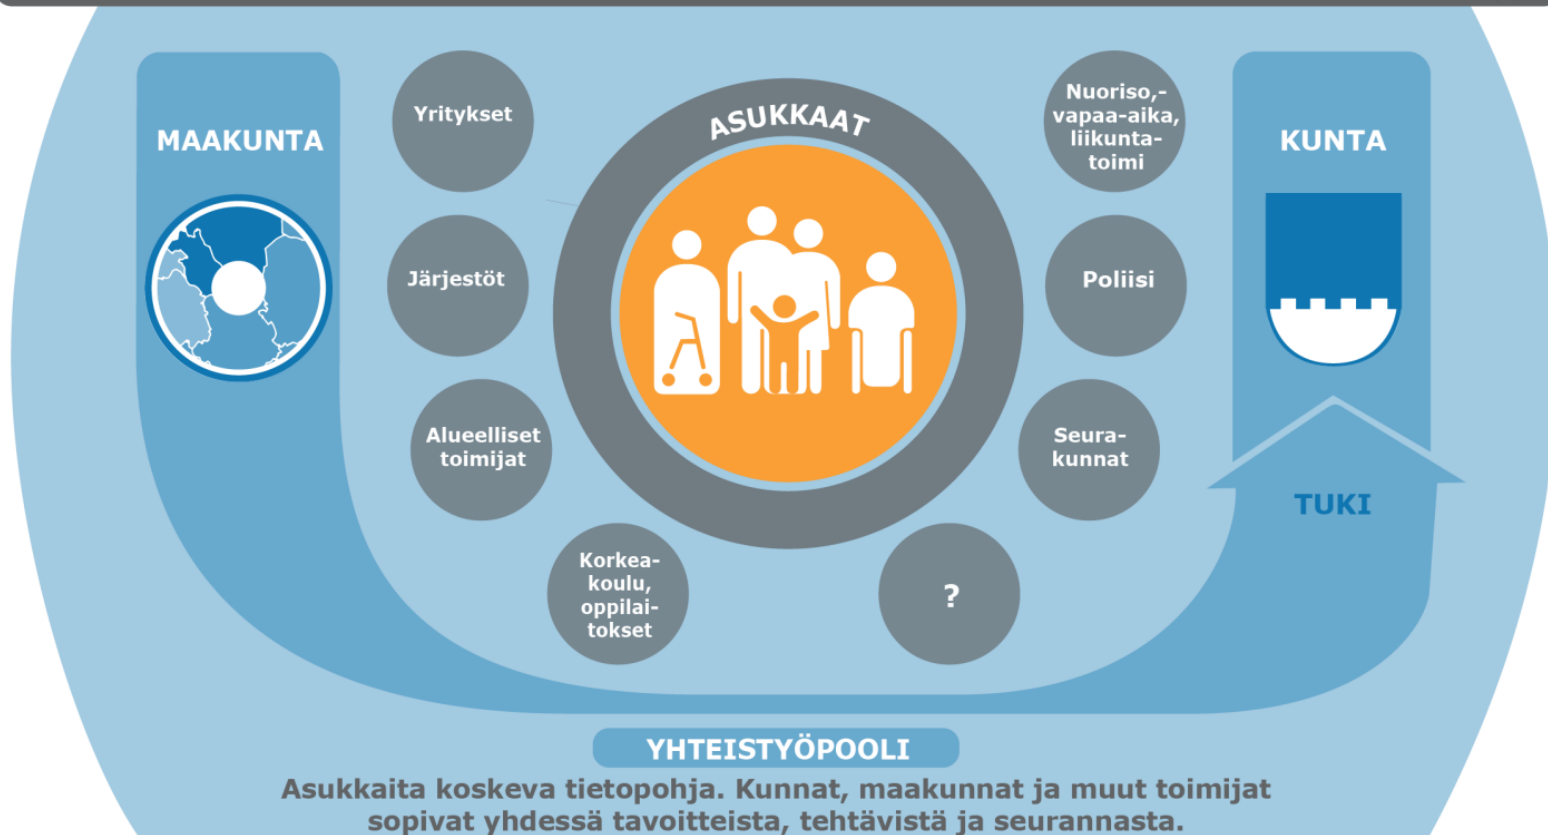 MAAKUNTA
Yritykset
Järjestöt
Alueelliset
toimijat
Korkea-
koulu,
oppilai-
tokset
ASUKKAAT
Nuoriso,-
vapaa-aika,
liikunta-
toimi
Poliisi
Seura-
kunnat
?
KUNTA
TUKI
YHTEISTYÖPOOLI
Asukkaita koskeva tietopohja. Kunnat, maakunnat ja muut toimijat
sopivat yhdessä tavoitteista, tehtävistä ja seurannasta.